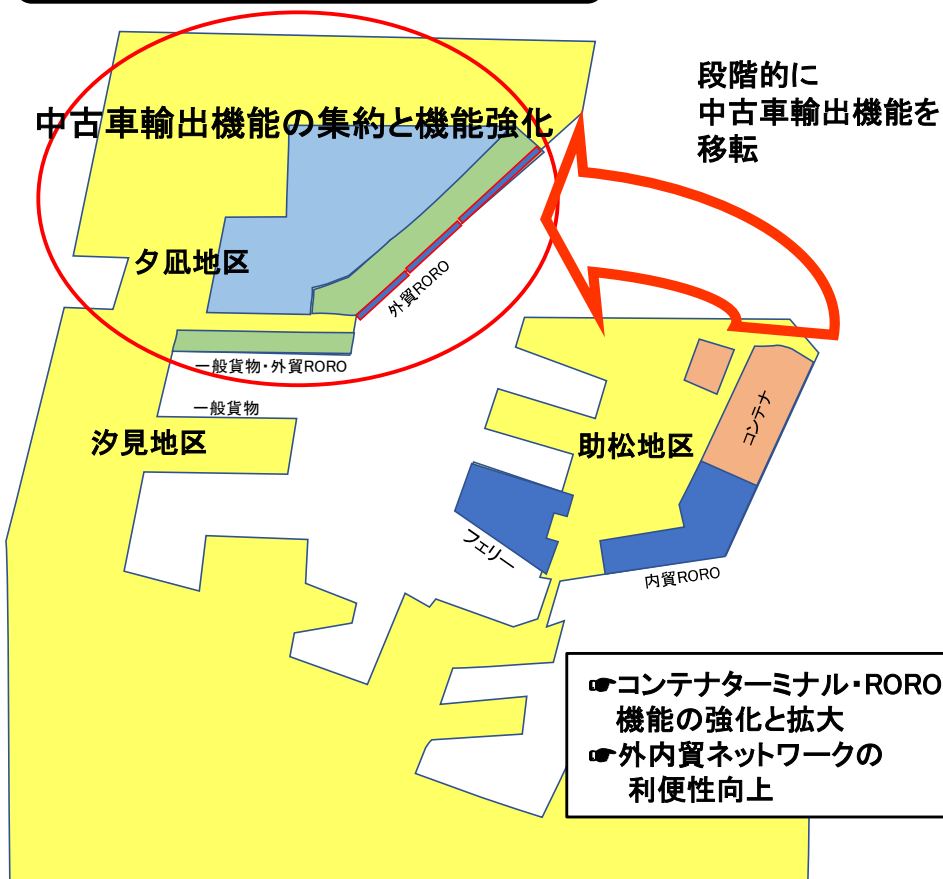 段階的に
中古車輸出機能を
移転
中古車輸出機能の集約と機能強化
夕凪地区
外貿RORO
一般貨物・外貿RORO
一般貨物
汐見地区
助松地区
コンテナ
フェリー
内貿RORO
☛コンテナターミナル・RORO
機能の強化と拡大
☛外内貿ネットワークの
利便性向上